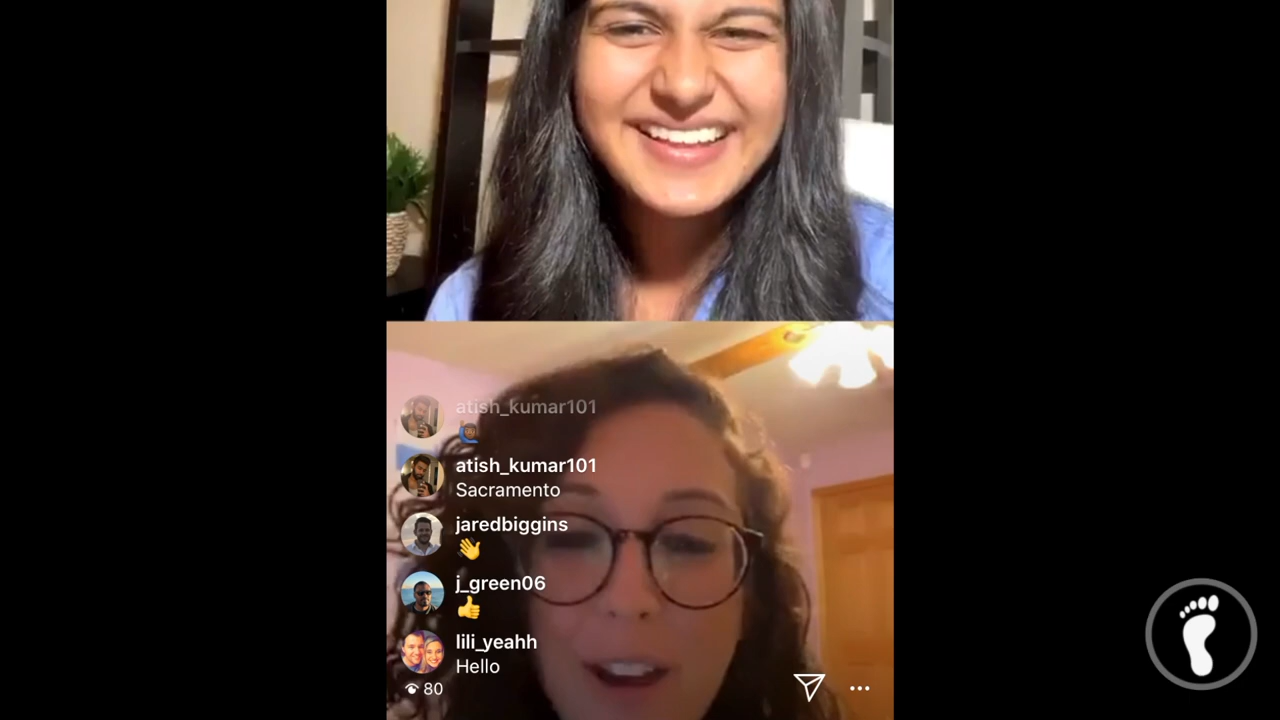 atish_kumar101
🙋🏾‍♂️
atish_kumar101
Sacramento
jaredbiggins
👋
j_green06
👍
lili_yeahh
Hello
80